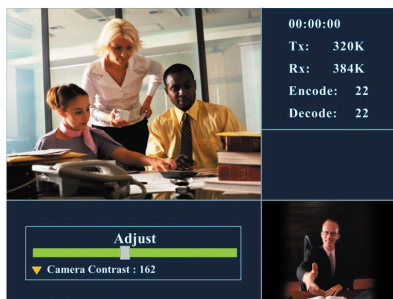 00:00:00
Tx: 320K
Rx: 384K
Encode: 22
Decode: 22
Adjust
Camera Contrast : 162